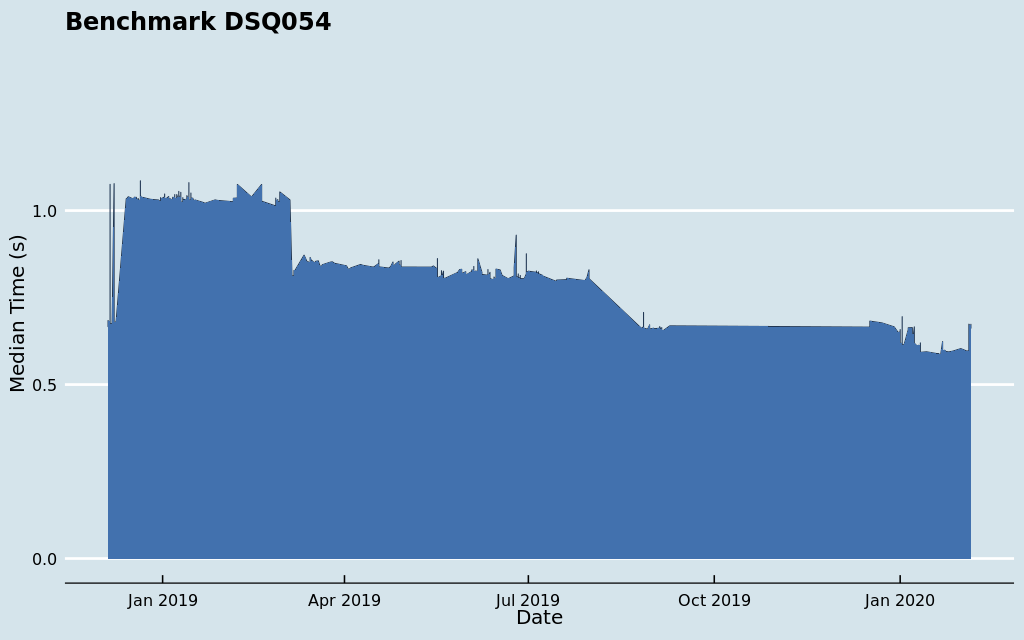 Benchmark DSQ054
Median Time (s)
1.0
0.5
0.0
Jan 2019
Apr 2019
Jul 2019
Oct 2019
Jan 2020
Date